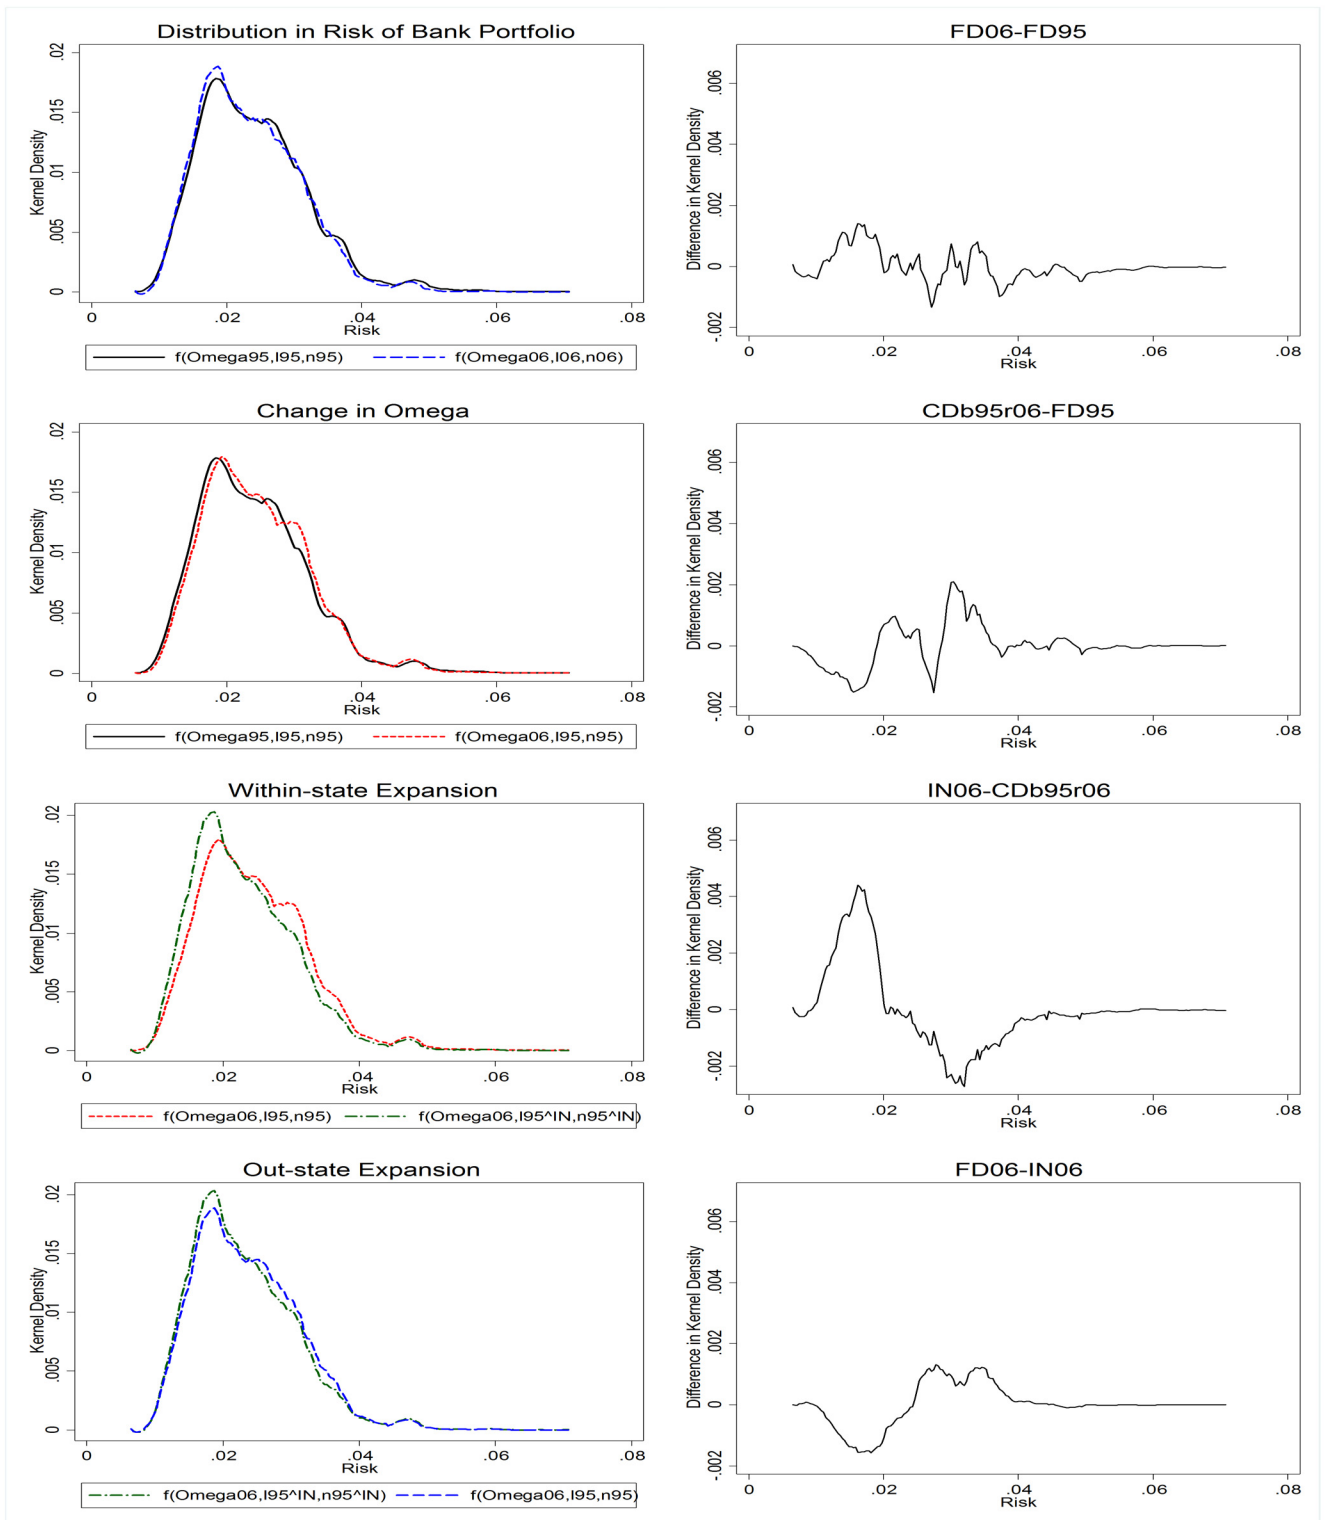 Distribution in Risk of Bank Portfolio
Kernel Density
0 .005 .01 .015 .02
0 .02 .04 .06 .08
Risk
f(Omega95,I95,n95) f(Omega06,I06,n06)
FD06-FD95
Difference in Kernel Density
-.002 0 .002 .004 .006
0 .02 .04 .06 .08
Risk
Change in Omega
Kernel Density
0 .005 .01 .015 .02
0 .02 .04 .06 .08
Risk
f(Omega95,I95,n95) f(Omega06,I95,n95)
CDb95r06-FD95
Difference in Kernel Density
-.002 0 .002 .004 .006
0 .02 .04 .06 .08
Risk
Within-state Expansion
Kernel Density
0 .005 .01 .015 .02
0 .02 .04 .06 .08
Risk
f(Omega06,I95,n95) f(Omega06,I95^IN,n95^IN)
IN06-CDb95r06
Difference in Kernel Density
-.002 0 .002 .004 .006
0 .02 .04 .06 .08
Risk
Out-state Expansion
Kernel Density
0 .005 .01 .015 .02
0 .02 .04 .06 .08
Risk
f(Omega06,I95^IN,n95^IN) f(Omega06,I95,n95)
FD06-IN06
Difference in Kernel Density
-.002 0 .002 .004 .006
0 .02 .04 .06 .08
Risk